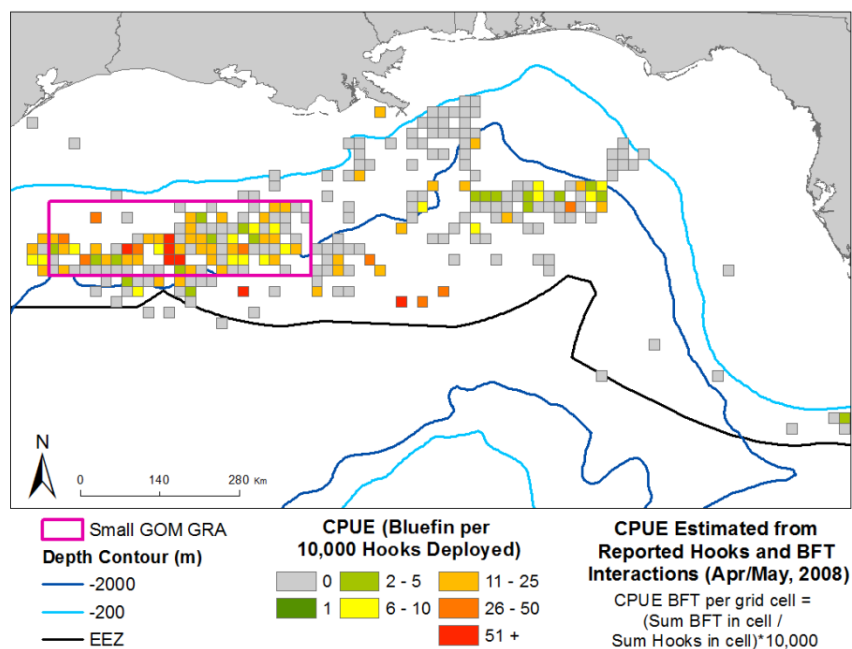 N
0 140 280 Km
Small GOM GRA
Depth Contour (m)
-2000
-200
EEZ
CPUE (Bluefin per
10,000 Hooks Deployed)
0 2 - 5 11 - 25
1 6 - 10 26 - 50
51 +
CPUE Estimated from
Reported Hooks and BFT
Interactions (Apr/May, 2008)
CPUE BFT per grid cell =
(Sum BFT in cell /
Sum Hooks in cell)*10,000